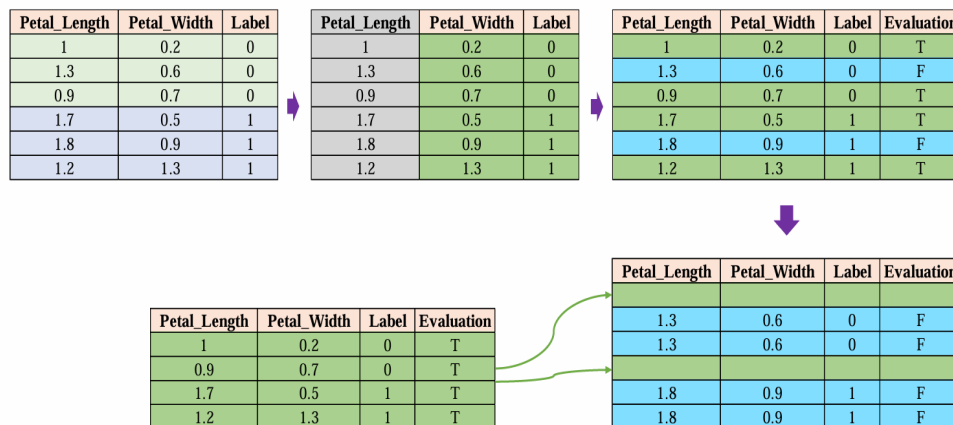 Petal_Length Petal_Width Label
1 0.2 0
1.3 0.6 0
0.9 0.7 0
1.7 0.5 1
1.8 0.9 1
1.2 1.3 1
Petal_Length Petal_Width Label
1 0.2 0
1.3 0.6 0
0.9 0.7 0
1.7 0.5 1
1.8 0.9 1
1.2 1.3 1
Petal_Length Petal_Width Label Evaluation
1 0.2 0 T
1.3 0.6 0 F
0.9 0.7 0 T
1.7 0.5 1 T
1.8 0.9 1 F
1.2 1.3 1 T
Petal_Length Petal_Width Label Evaluation
1 0.2 0 T
0.9 0.7 0 T
1.7 0.5 1 T
1.2 1.3 1 T
Petal_Length Petal_Width Label Evaluation
1.3 0.6 0 F
1.3 0.6 0 F
1.8 0.9 1 F
1.8 0.9 1 F